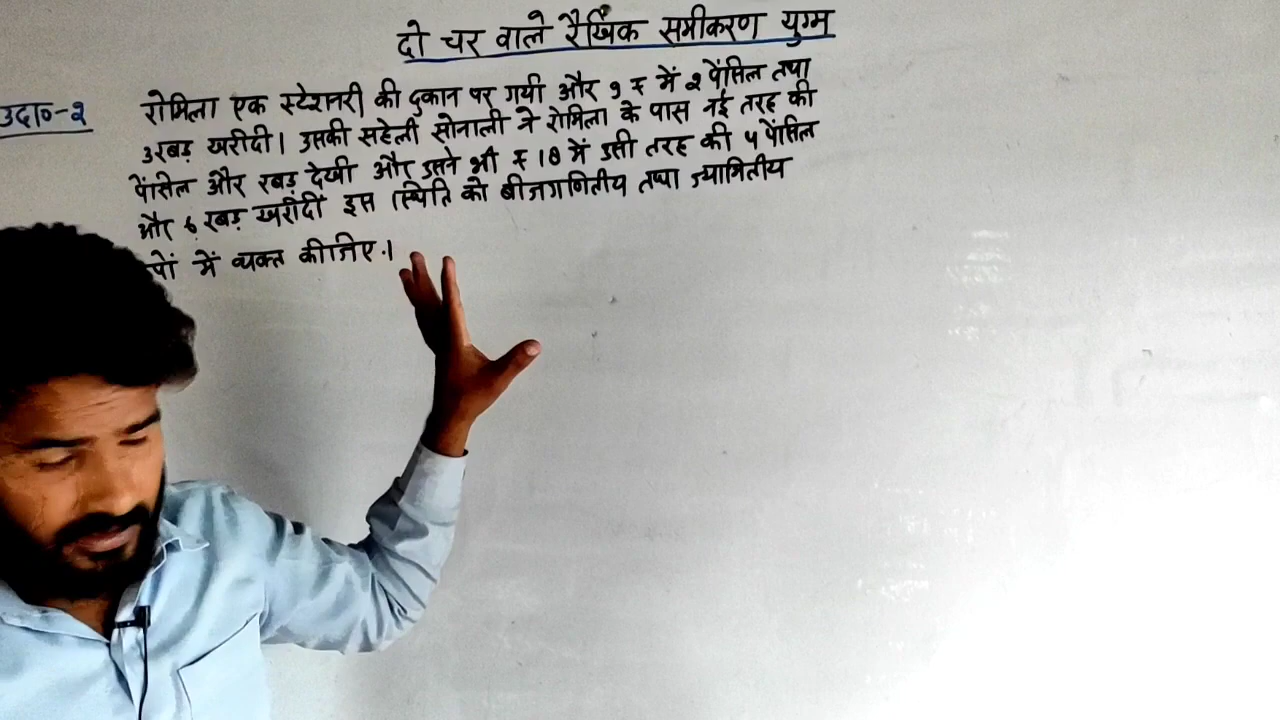 दो चर वाले रैखिक समीकरण युग्म
उदा०-२ रोमिला एक स्टेशनरी की दुकान पर गयी और 9 ₹ में 2 पेंसिल तथा
3 रबड़ खरीदी। उसकी सहेली सोनाली ने रोमिला के पास नई तरह की
पेंसिल और रबड़ देखी और उसने भी ₹ 18 में उसी तरह की 4 पेंसिल
और 6 रबड़ खरीदी इस स्थिति को बीजगणितीय तथा ज्यामितीय
पों में व्यक्त कीजिए।